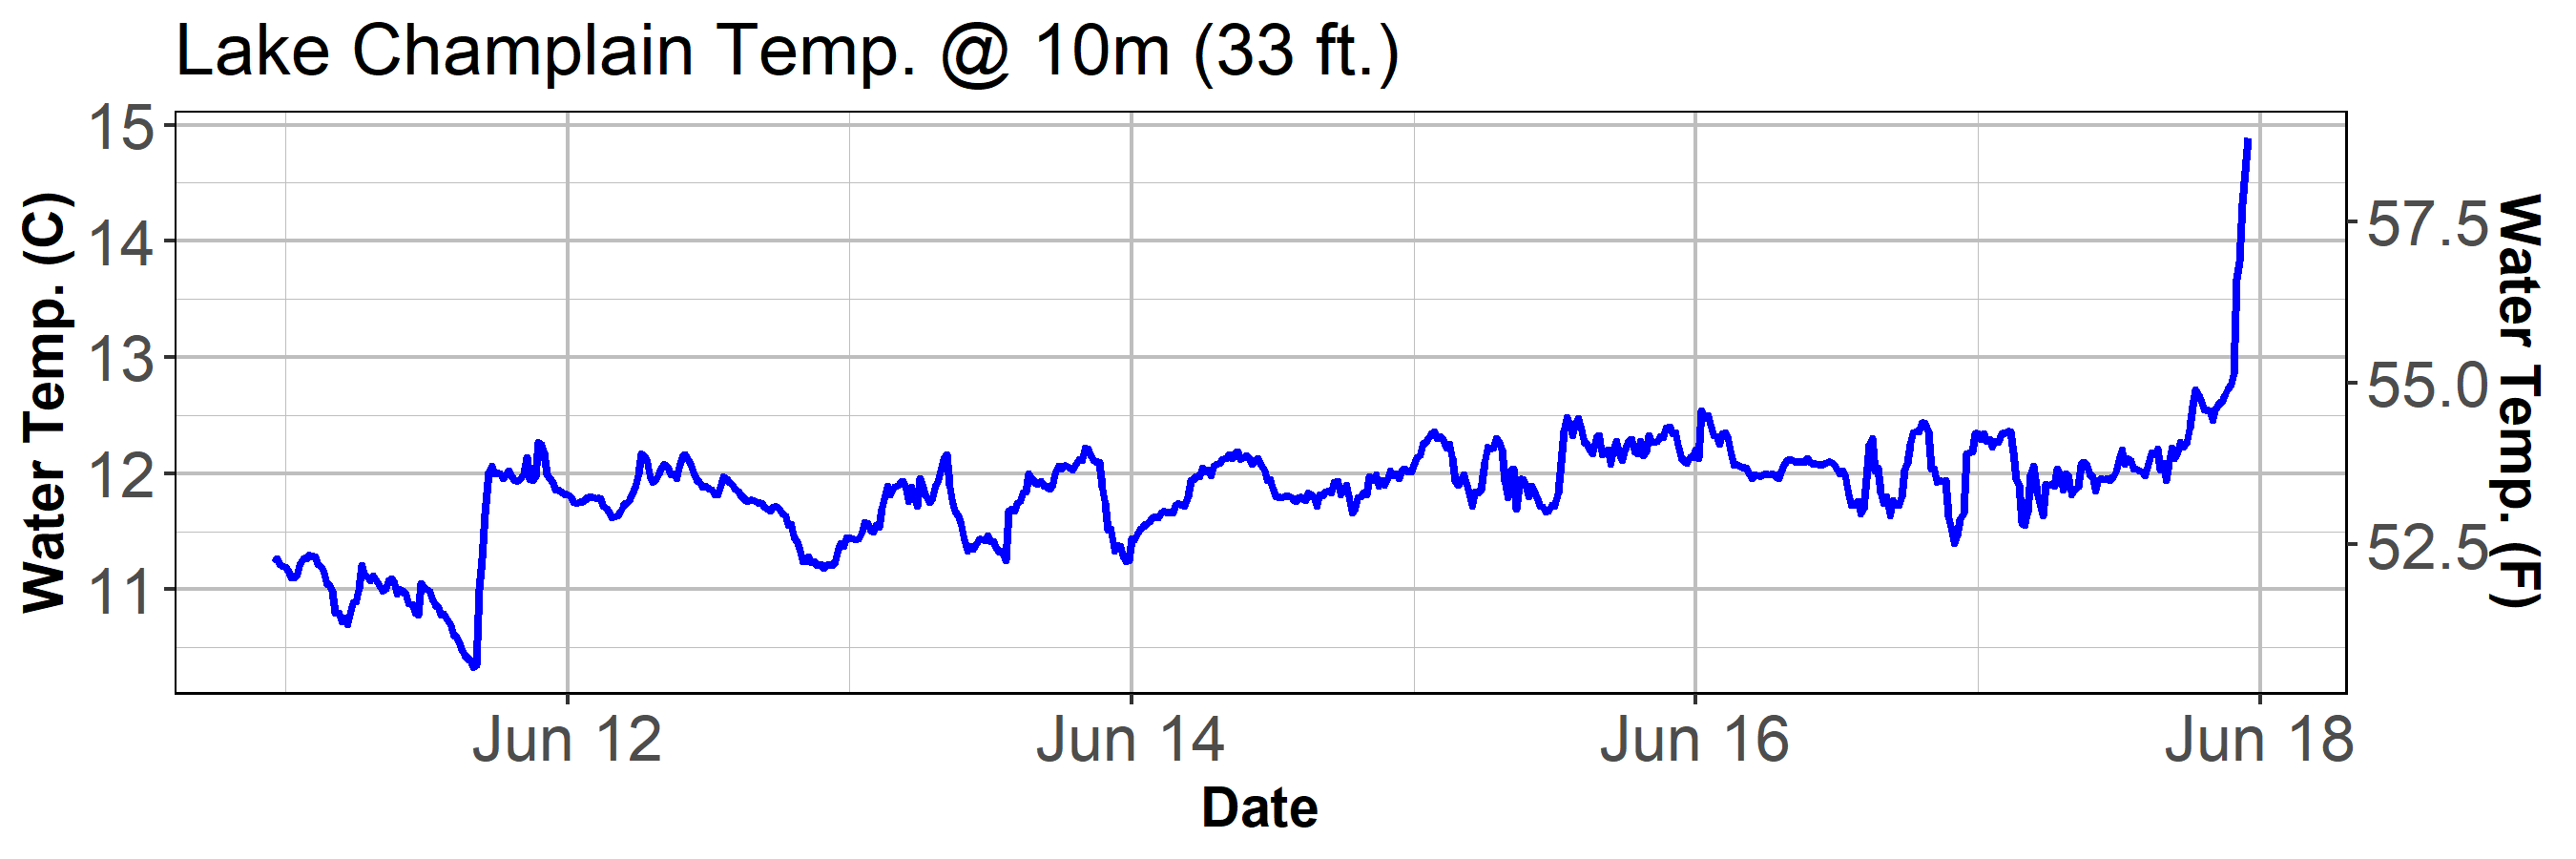 Lake Champlain Temp. @ 10m (33 ft.)
Water Temp. (C)
15
14
13
12
11
57.5
55.0
52.5
Water Temp. (F)
Jun 12
Jun 14
Jun 16
Jun 18
Date